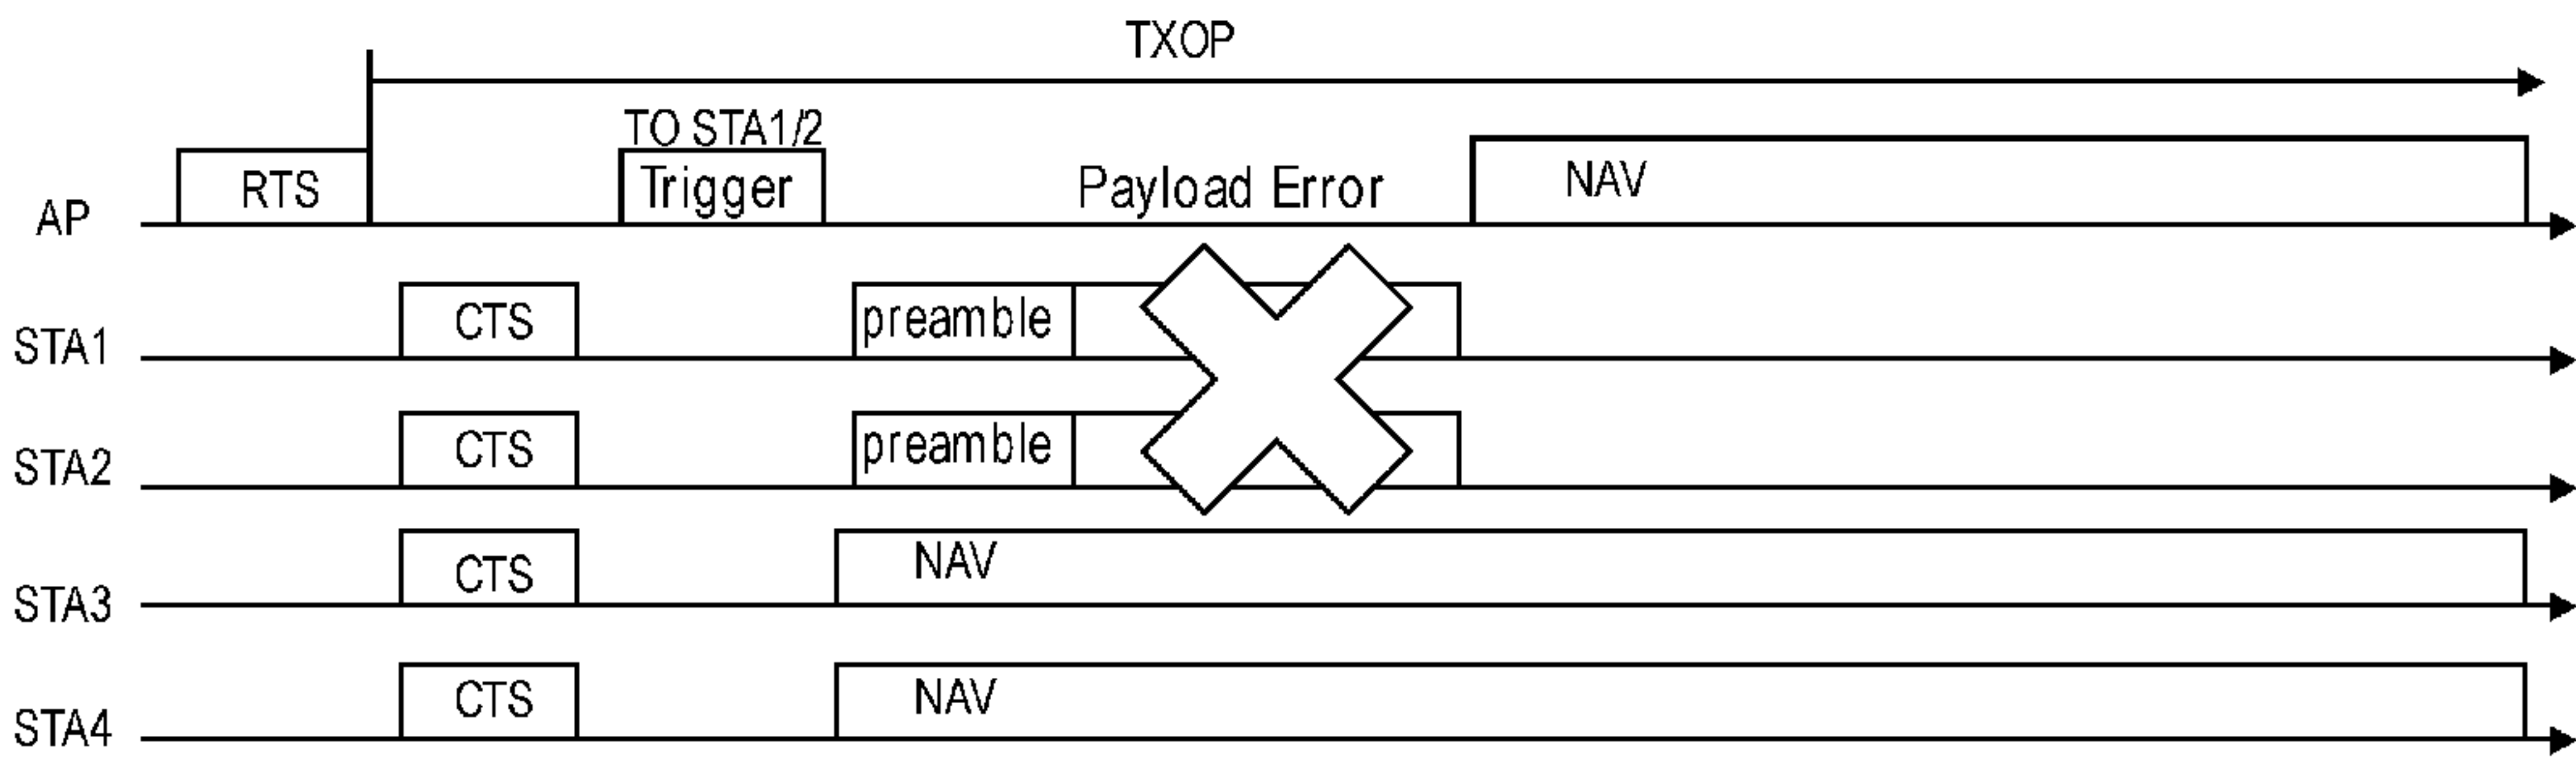 TXOP
TO STA1/2
AP RTS Trigger Payload Error NAV
STA1 CTS preamble
STA2 CTS preamble
STA3 CTS NAV
STA4 CTS NAV